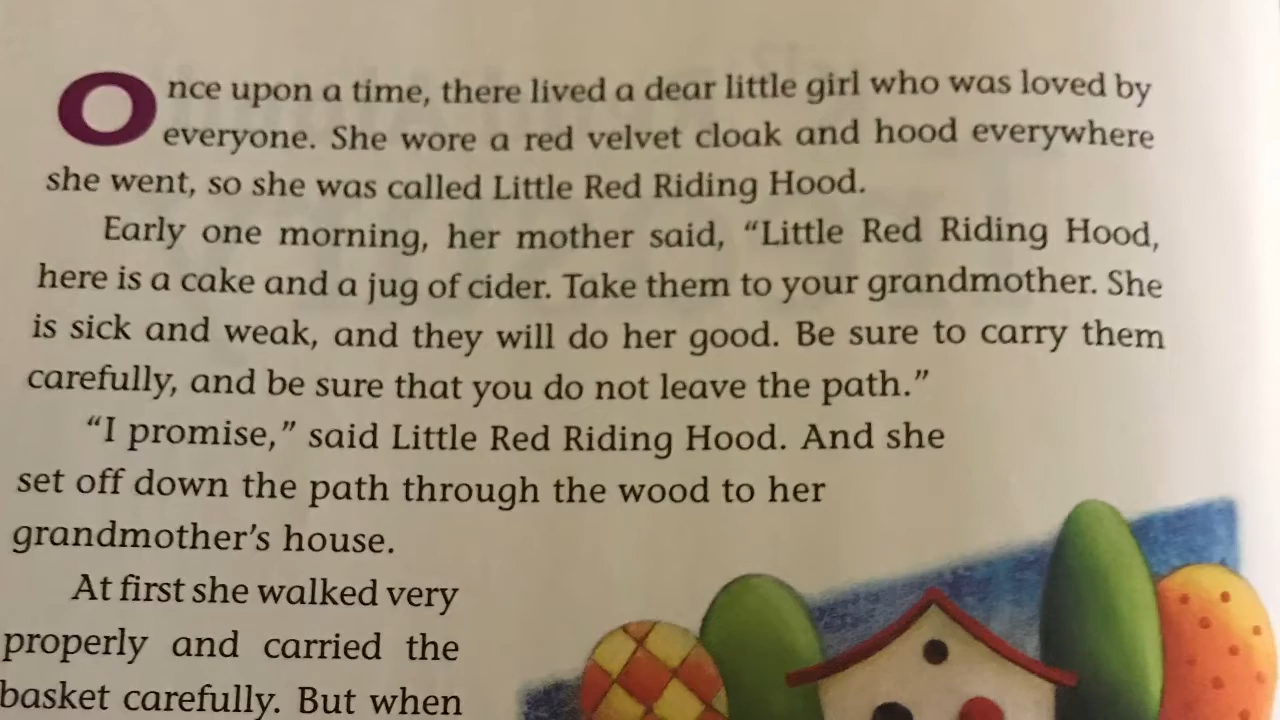 Once upon a time, there lived a dear little girl who was loved by
everyone. She wore a red velvet cloak and hood everywhere
she went, so she was called Little Red Riding Hood.
Early one morning, her mother said, “Little Red Riding Hood,
here is a cake and a jug of cider. Take them to your grandmother. She
is sick and weak, and they will do her good. Be sure to carry them
carefully, and be sure that you do not leave the path.”
“I promise,” said Little Red Riding Hood. And she
set off down the path through the wood to her
grandmother’s house.
At first she walked very
properly and carried the
basket carefully. But when